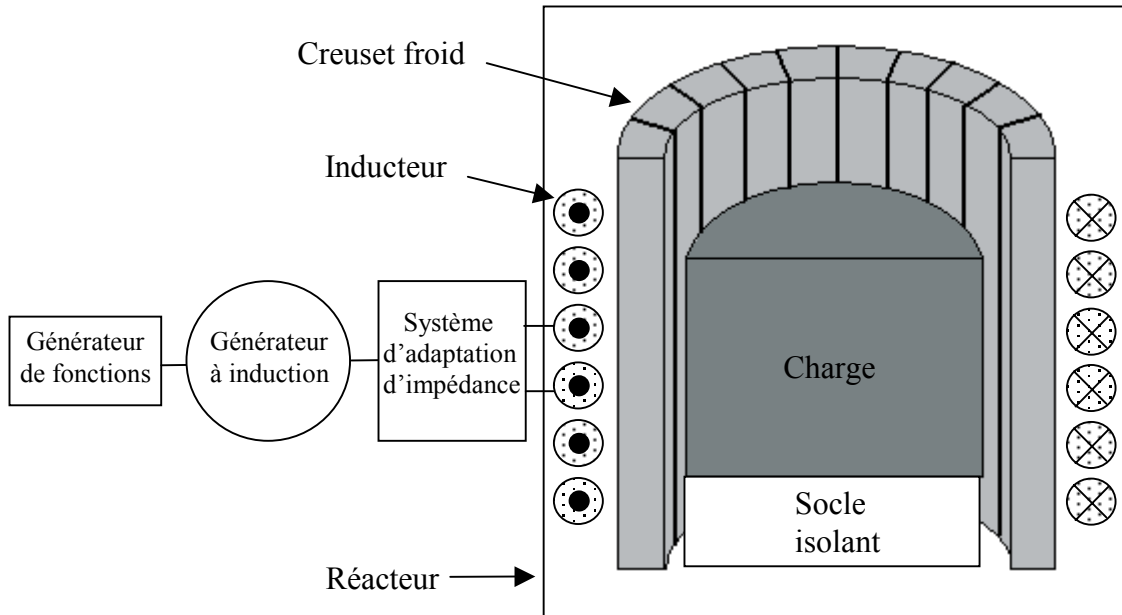 Creuset froid
Inducteur
Générateur
de fonctions
Générateur
à induction
Système
d’adaptation
d’impédance
Charge
Socle
isolant
Réacteur